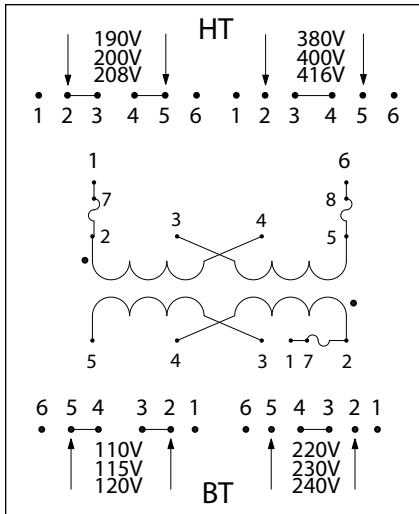 HT
190V 380V
200V 400V
208V 416V
1 2 3 4 5 6 1 2 3 4 5 6
1 6
7 8
2 3 4 5
5 4 3 1 7 2
6 5 4 3 2 1 6 5 4 3 2 1
110V 220V
115V 230V
120V 240V
BT